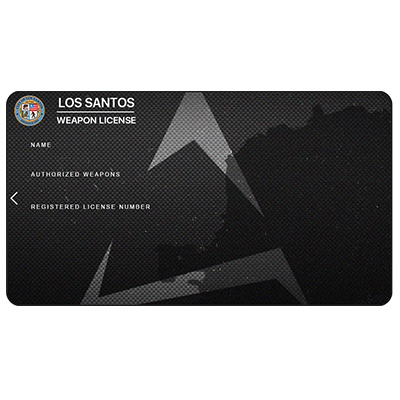 LOS SANTOS
WEAPON LICENSE
NAME
AUTHORIZED WEAPONS
REGISTERED LICENSE NUMBER